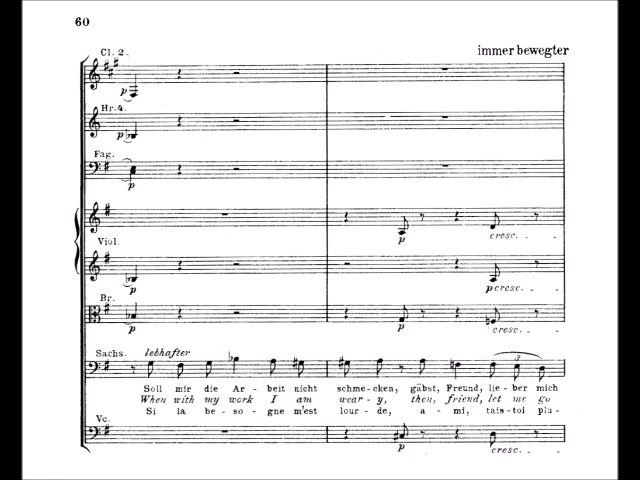 60
Cl. 2.
immer bewegter
p
Hr. 4.
p
Fag.
p
Viol.
p
cresc.
p
p cresc.
Br.
p
p
cresc.
Sachs. lebhafter
3
Soll mir die Ar - beit nicht schme - cken, gäbst, Freund, lie - ber mich
When with my work I am wear - y, then, friend, let me go
Si la be - so - gne m'est lour - de, a - mi, tais - toi plu -
Vc.
p
cresc.